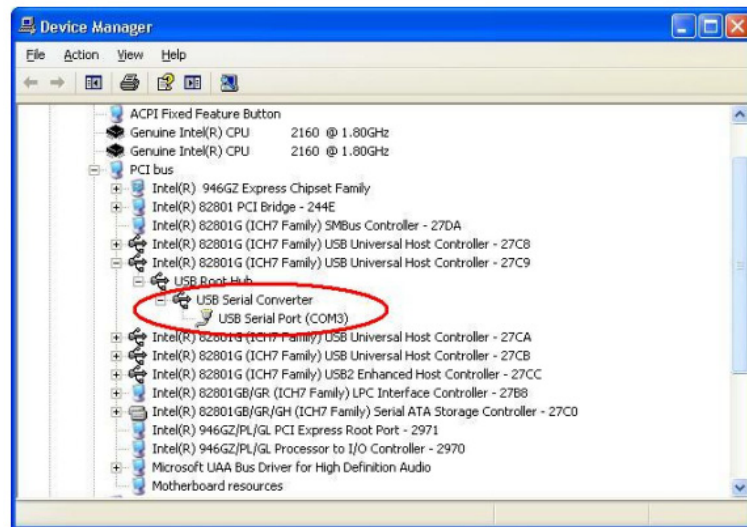 Device Manager
File Action View Help
ACPI Fixed Feature Button
Genuine Intel(R) CPU 2160 @ 1.80GHz
Genuine Intel(R) CPU 2160 @ 1.80GHz
PCI bus
Intel(R) 946GZ Express Chipset Family
Intel(R) 82801 PCI Bridge - 244E
Intel(R) 82801G (ICH7 Family) SMBus Controller - 27DA
Intel(R) 82801G (ICH7 Family) USB Universal Host Controller - 27C8
Intel(R) 82801G (ICH7 Family) USB Universal Host Controller - 27C9
USB Root Hub
USB Serial Converter
USB Serial Port (COM3)
Intel(R) 82801G (ICH7 Family) USB Universal Host Controller - 27CA
Intel(R) 82801G (ICH7 Family) USB Universal Host Controller - 27CB
Intel(R) 82801G (ICH7 Family) USB2 Enhanced Host Controller - 27CC
Intel(R) 82801GB/GR (ICH7 Family) LPC Interface Controller - 27B8
Intel(R) 82801GB/GR/GH (ICH7 Family) Serial ATA Storage Controller - 27C0
Intel(R) 946GZ/PL/GL PCI Express Root Port - 2971
Intel(R) 946GZ/PL/GL Processor to I/O Controller - 2970
Microsoft UAA Bus Driver for High Definition Audio
Motherboard resources